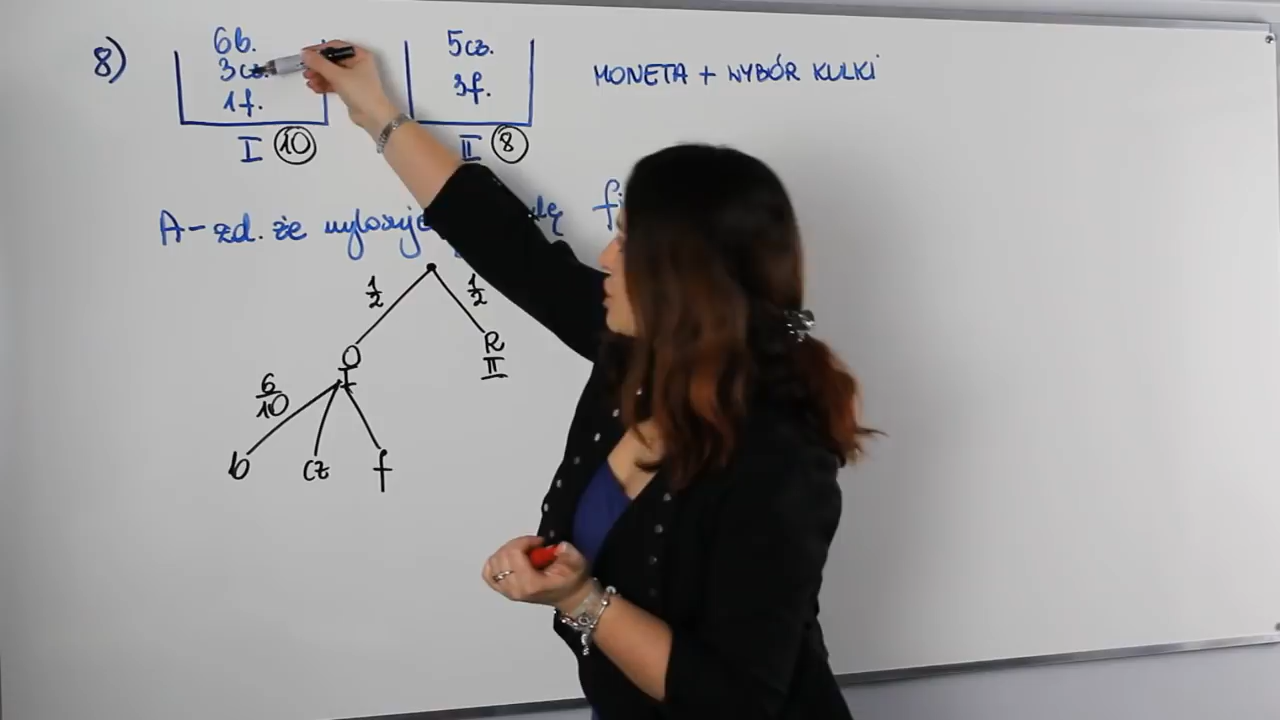 8)
6b.
3cz.
1f.
I 10
5cz.
3f.
II 8
MONETA + WYBÓR KULKI
A-zd. że wylosuje
1/2
1/2
O
I
R
II
6/10
b cz f